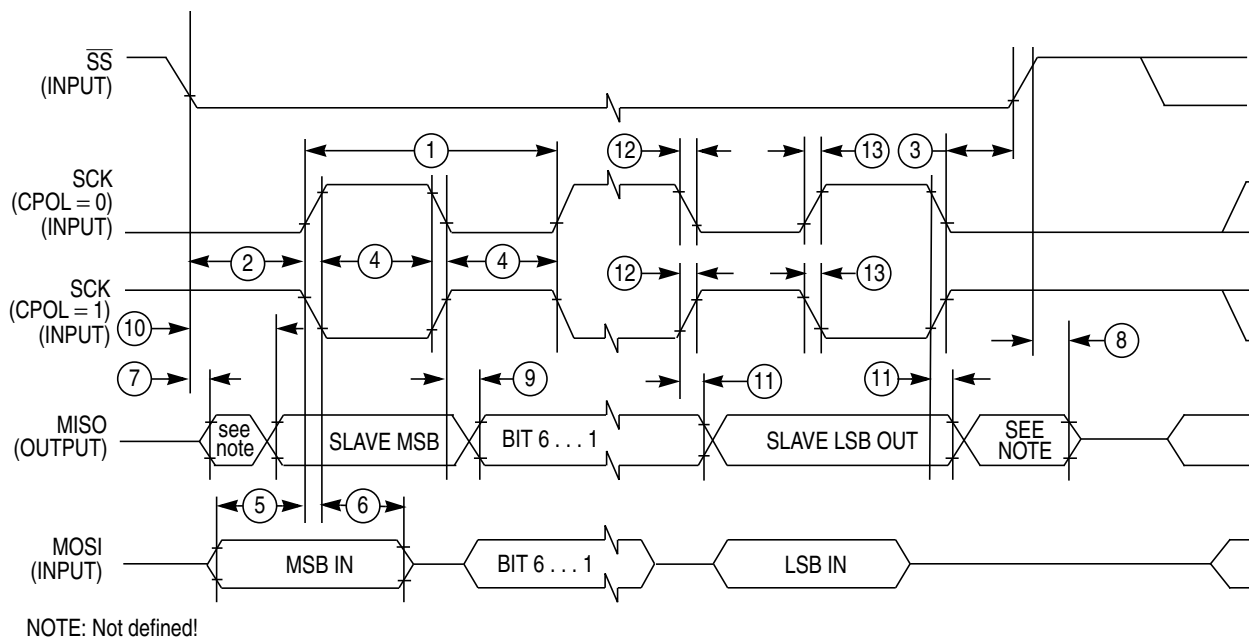 S̅S̅
(INPUT)
1
12
13
3
SCK
(CPOL = 0)
(INPUT)
2
4
4
12
13
SCK
(CPOL = 1)
(INPUT)
10
8
7
9
11
11
MISO
(OUTPUT)
see
note
SLAVE MSB
BIT 6 . . . 1
SLAVE LSB OUT
SEE
NOTE
5
6
MOSI
(INPUT)
MSB IN
BIT 6 . . . 1
LSB IN
NOTE: Not defined!